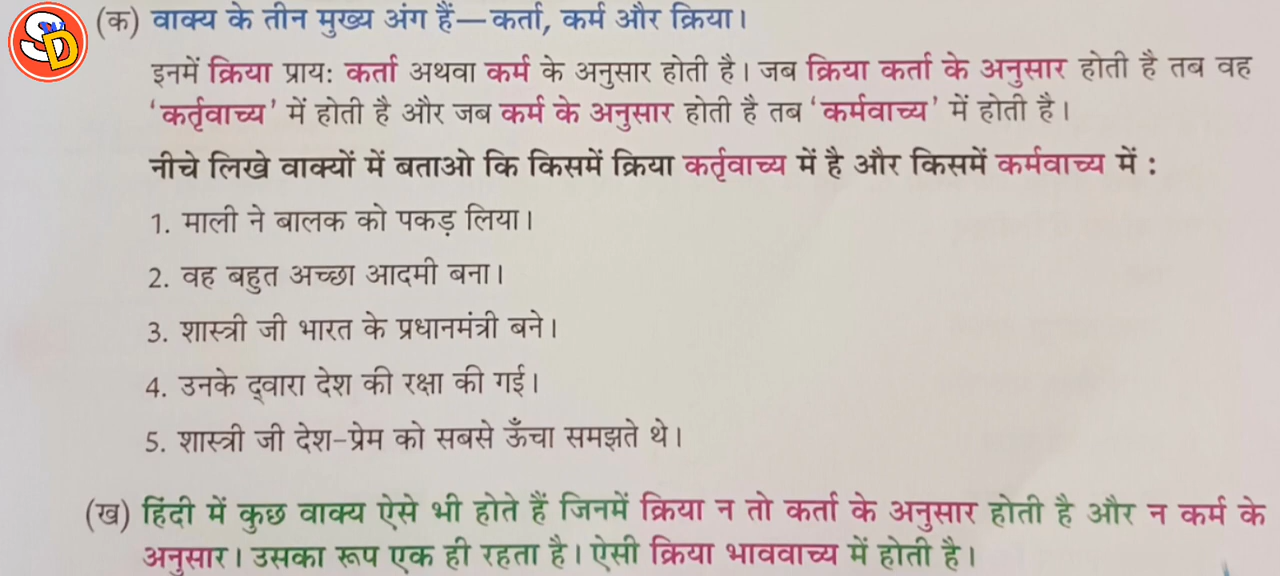 SD
(क) वाक्य के तीन मुख्य अंग हैं—कर्ता, कर्म और क्रिया।
इनमें क्रिया प्राय: कर्ता अथवा कर्म के अनुसार होती है। जब क्रिया कर्ता के अनुसार होती है तब वह
'कर्तृवाच्य' में होती है और जब कर्म के अनुसार होती है तब 'कर्मवाच्य' में होती है।
नीचे लिखे वाक्यों में बताओ कि किसमें क्रिया कर्तृवाच्य में है और किसमें कर्मवाच्य में :
1. माली ने बालक को पकड़ लिया।
2. वह बहुत अच्छा आदमी बना।
3. शास्त्री जी भारत के प्रधानमंत्री बने।
4. उनके द्‌वारा देश की रक्षा की गई।
5. शास्त्री जी देश-प्रेम को सबसे ऊँचा समझते थे।
(ख) हिंदी में कुछ वाक्य ऐसे भी होते हैं जिनमें क्रिया न तो कर्ता के अनुसार होती है और न कर्म के
अनुसार। उसका रूप एक ही रहता है। ऐसी क्रिया भाववाच्य में होती है।